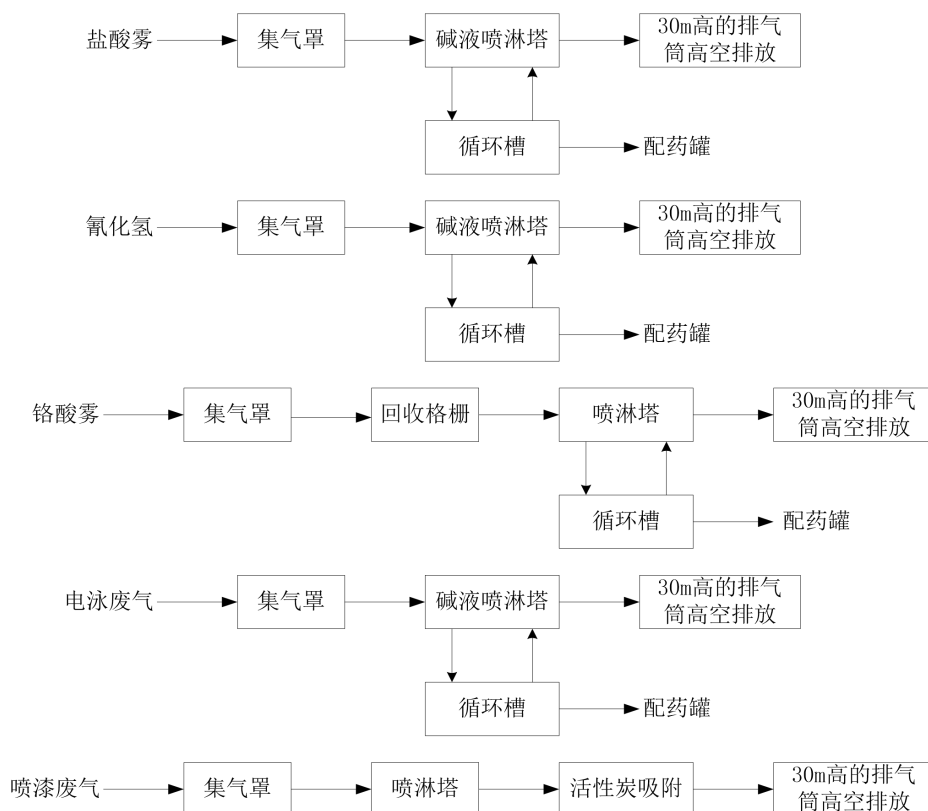 盐酸雾
集气罩
碱液喷淋塔
30m高的排气
筒高空排放
循环槽
配药罐
氰化氢
集气罩
碱液喷淋塔
30m高的排气
筒高空排放
循环槽
配药罐
铬酸雾
集气罩
回收格栅
喷淋塔
30m高的排气
筒高空排放
循环槽
配药罐
电泳废气
集气罩
碱液喷淋塔
30m高的排气
筒高空排放
循环槽
配药罐
喷漆废气
集气罩
喷淋塔
活性炭吸附
30m高的排气
筒高空排放